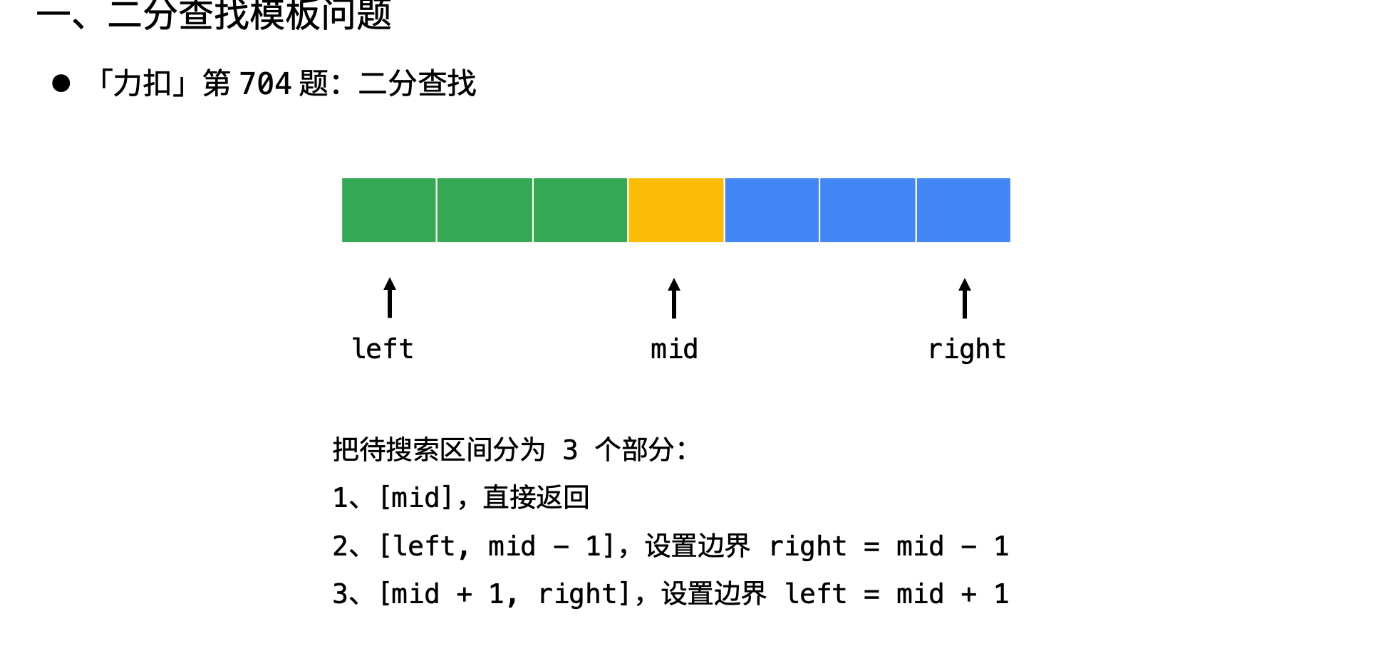 一、二分查找模板问题
● 「力扣」第 704 题：二分查找
left mid right
把待搜索区间分为 3 个部分：
1、[mid]，直接返回
2、[left, mid - 1]，设置边界 right = mid - 1
3、[mid + 1, right]，设置边界 left = mid + 1